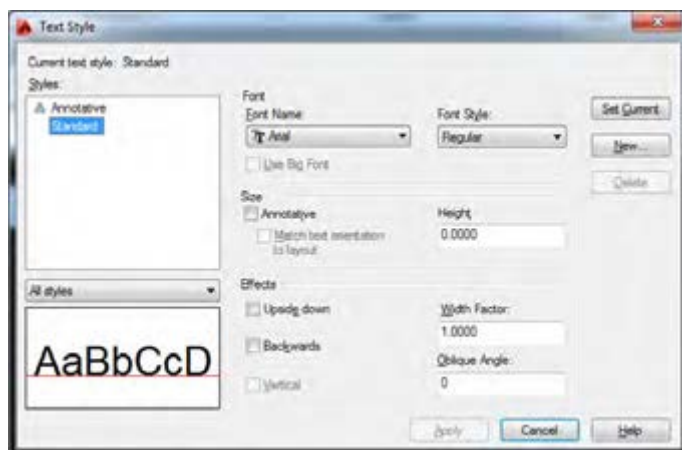 Text Style
Current text style: Standard
Styles:
Annotative
Standard
All styles
AaBbCcD
Font
Font Name:
Arial
Use Big Font
Font Style:
Regular
Size
Annotative
Match text orientation
to layout
Height
0.0000
Effects
Upside down
Backwards
Vertical
Width Factor:
1.0000
Oblique Angle:
0
Set Current
New...
Delete
Apply
Cancel
Help